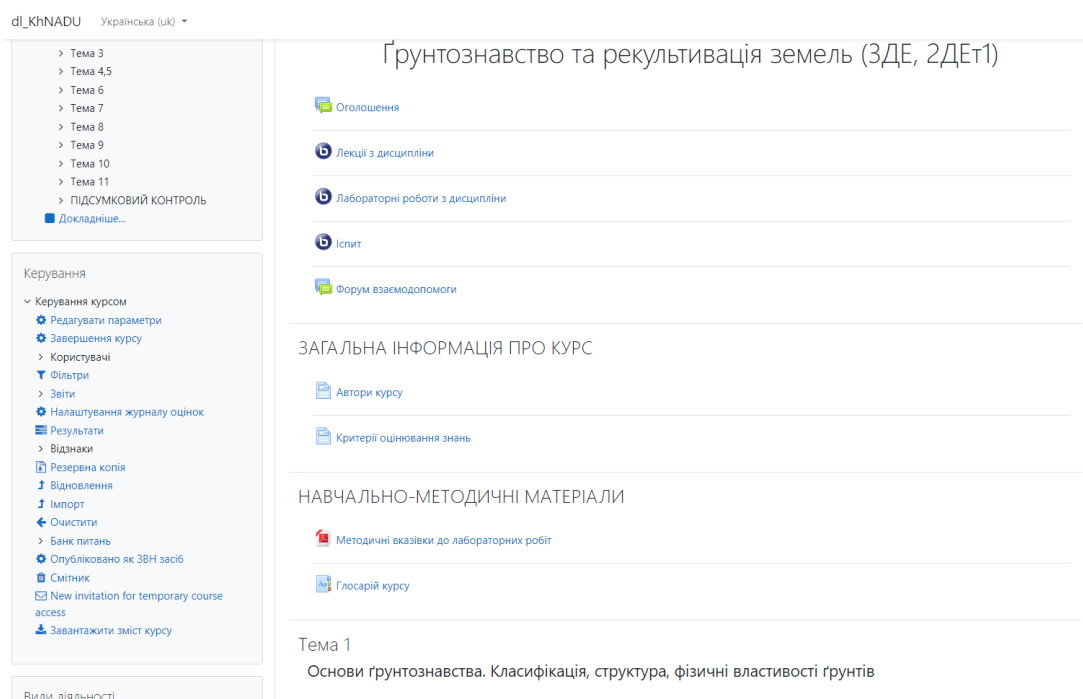 dl_KhNADU Українська (uk)
Тема 3
Тема 4,5
Тема 6
Тема 7
Тема 8
Тема 9
Тема 10
Тема 11
ПІДСУМКОВИЙ КОНТРОЛЬ
Докладніше...
Керування
Керування курсом
Редагувати параметри
Завершення курсу
Користувачі
Фільтри
Звіти
Налаштування журналу оцінок
Результати
Відзнаки
Резервна копія
Відновлення
Імпорт
Очистити
Банк питань
Опубліковано як ЗВН засіб
Смітник
New invitation for temporary course
access
Завантажити зміст курсу
Види діяльності
Ґрунтознавство та рекультивація земель (3ДЕ, 2ДЕт1)
Оголошення
Лекції з дисципліни
Лабораторні роботи з дисципліни
Іспит
Форум взаємодопомоги
ЗАГАЛЬНА ІНФОРМАЦІЯ ПРО КУРС
Автори курсу
Критерії оцінювання знань
НАВЧАЛЬНО-МЕТОДИЧНІ МАТЕРІАЛИ
Методичні вказівки до лабораторних робіт
Глосарій курсу
Тема 1
Основи ґрунтознавства. Класифікація, структура, фізичні властивості ґрунтів